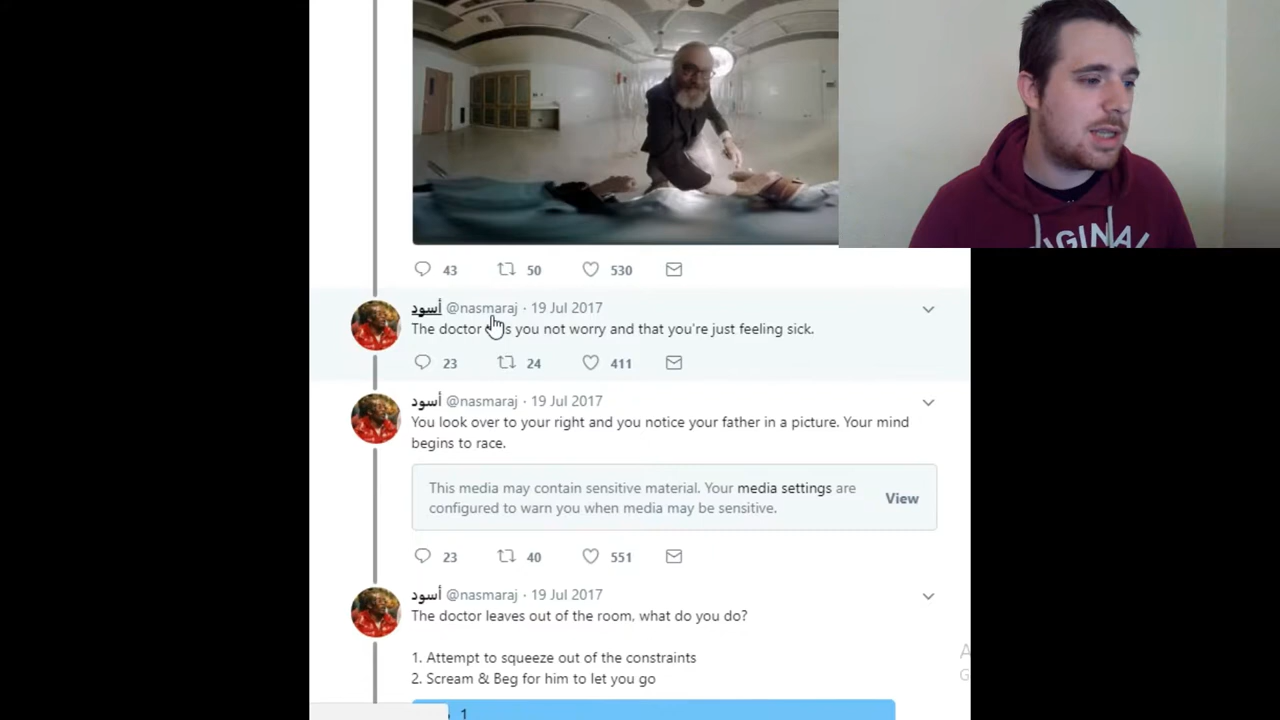 IGINAL
43 50 530
أسود @nasmaraj · 19 Jul 2017
The doctor s you not worry and that you're just feeling sick.
23 24 411
أسود @nasmaraj · 19 Jul 2017
You look over to your right and you notice your father in a picture. Your mind
begins to race.
This media may contain sensitive material. Your media settings are
configured to warn you when media may be sensitive.
View
23 40 551
أسود @nasmaraj · 19 Jul 2017
The doctor leaves out of the room, what do you do?
1. Attempt to squeeze out of the constraints
2. Scream & Beg for him to let you go
1